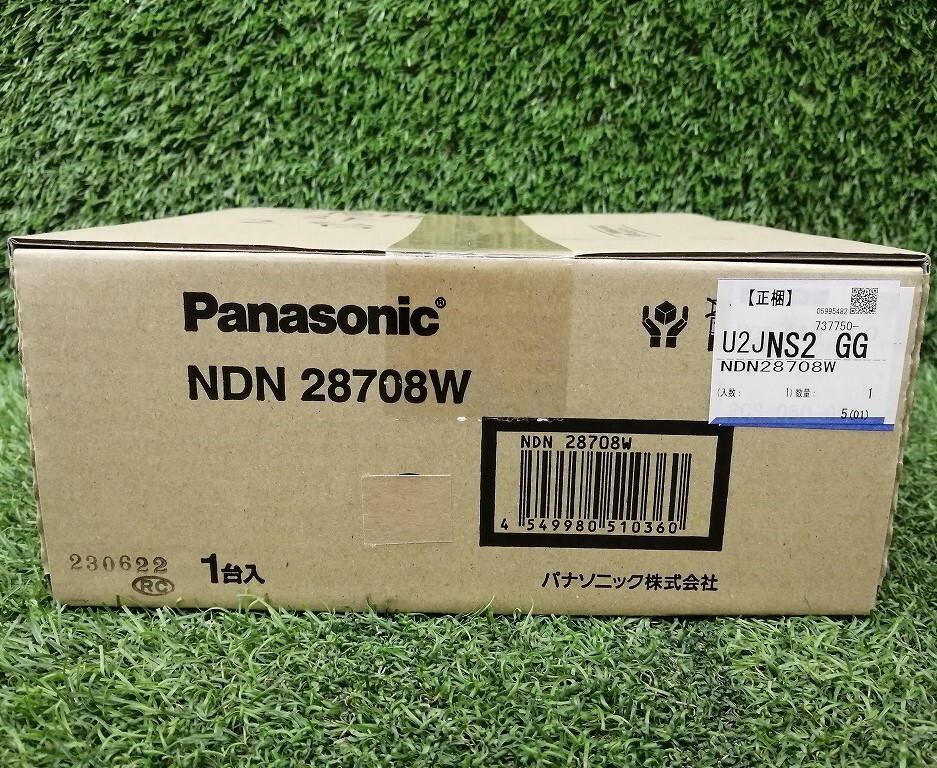 Panasonic®
NDN 28708W
【正梱】
05995482
737750-
U2JNS2 GG
NDN28708W
(入数: 1) 数量: 1
5(01)
NDN 28708W
4 549980 510360
230622
RC
1台入
パナソニック株式会社